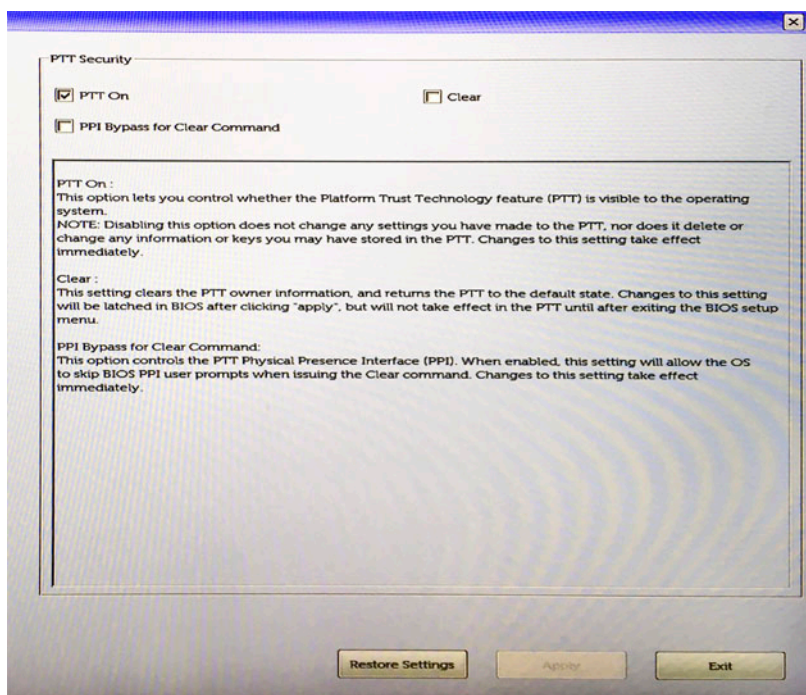 PTT Security
PTT On
Clear
PPI Bypass for Clear Command
PTT On :
This option lets you control whether the Platform Trust Technology feature (PTT) is visible to the operating
system.
NOTE: Disabling this option does not change any settings you have made to the PTT, nor does it delete or
change any information or keys you may have stored in the PTT. Changes to this setting take effect
immediately.
Clear :
This setting clears the PTT owner information, and returns the PTT to the default state. Changes to this setting
will be latched in BIOS after clicking "apply", but will not take effect in the PTT until after exiting the BIOS setup
menu.
PPI Bypass for Clear Command:
This option controls the PTT Physical Presence Interface (PPI). When enabled, this setting will allow the OS
to skip BIOS PPI user prompts when issuing the Clear command. Changes to this setting take effect
immediately.
Restore Settings
Apply
Exit